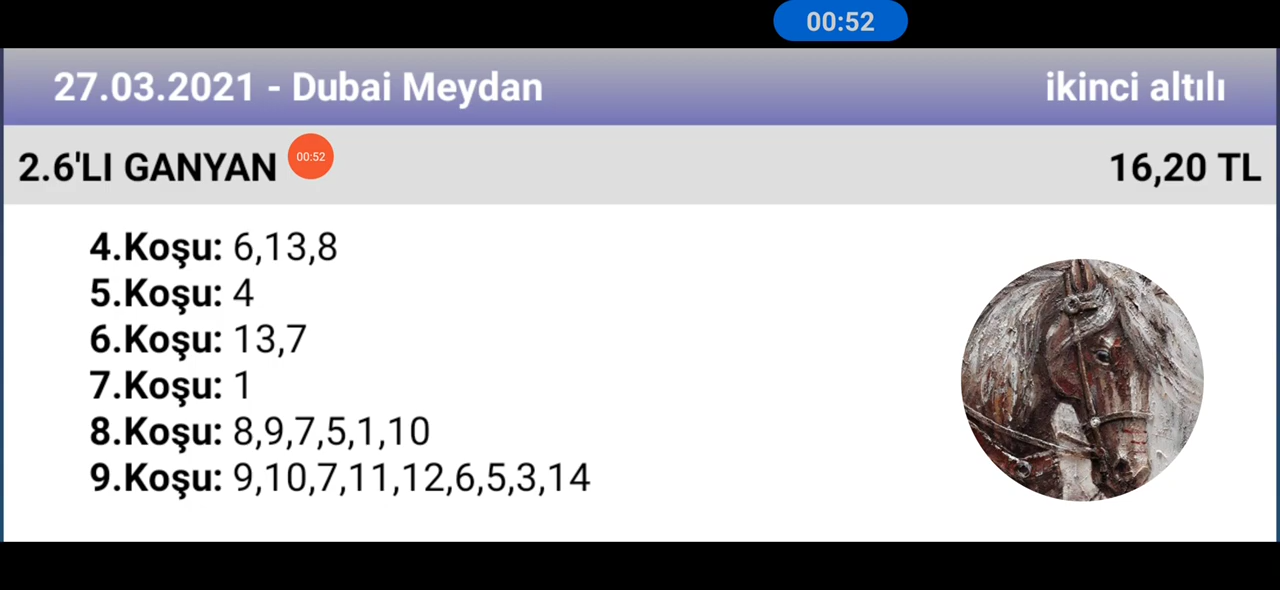 00:52
27.03.2021 - Dubai Meydan ikinci altılı
2.6'LI GANYAN 00:52 16,20 TL
4.Koşu: 6,13,8
5.Koşu: 4
6.Koşu: 13,7
7.Koşu: 1
8.Koşu: 8,9,7,5,1,10
9.Koşu: 9,10,7,11,12,6,5,3,14